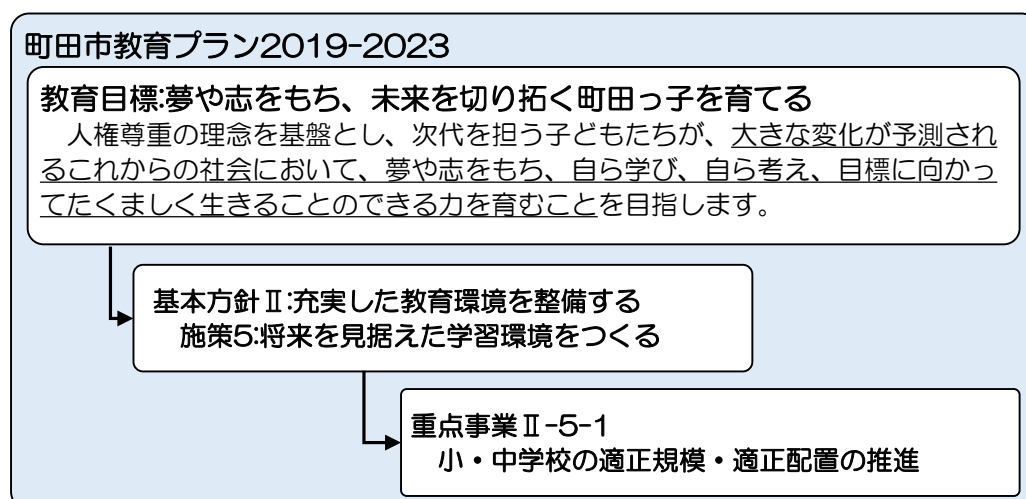 町田市教育プラン2019-2023
教育目標:夢や志をもち、未来を切り拓く町田っ子を育てる
人権尊重の理念を基盤とし、次代を担う子どもたちが、大きな変化が予測され
るこれからの社会において、夢や志をもち、自ら学び、自ら考え、目標に向かっ
てたくましく生きることのできる力を育むことを目指します。
基本方針Ⅱ:充実した教育環境を整備する
施策5:将来を見据えた学習環境をつくる
重点事業Ⅱ-5-1
小・中学校の適正規模・適正配置の推進